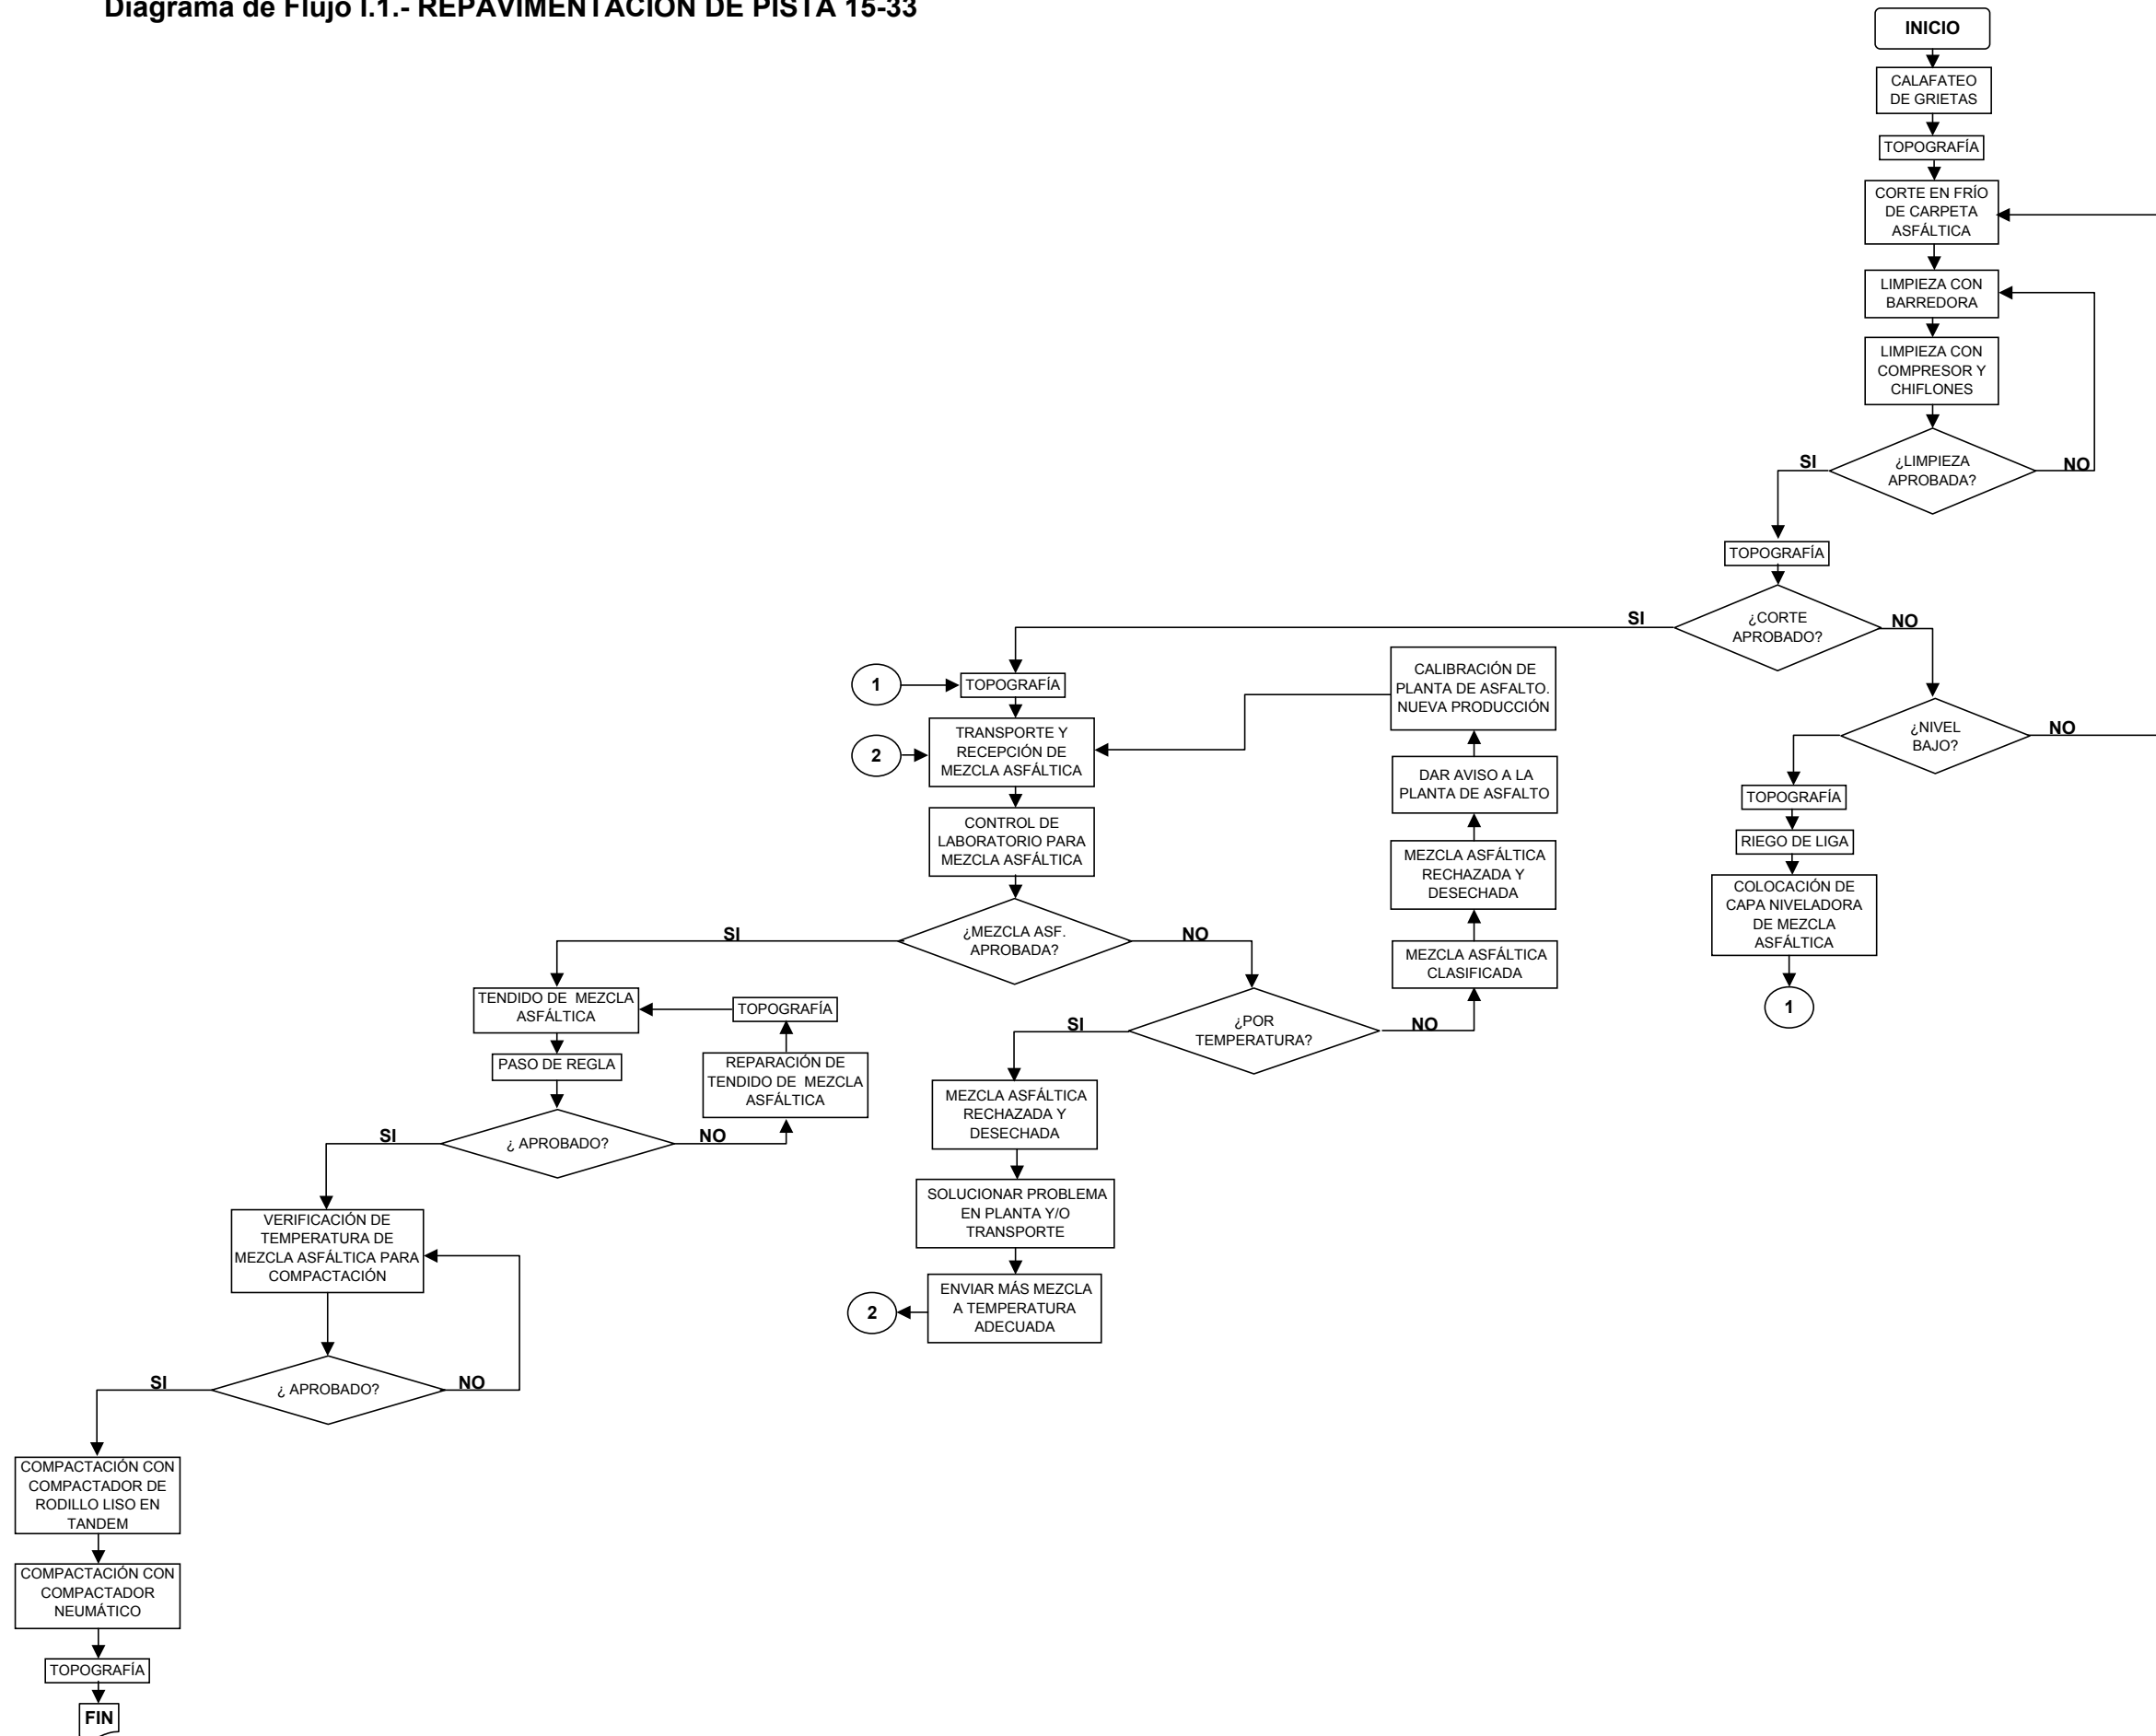 Diagrama de Flujo I.1.- REPAVIMENTACIÓN DE PISTA 15-33
INICIO
CALAFATEO
DE GRIETAS
TOPOGRAFÍA
CORTE EN FRÍO
DE CARPETA
ASFÁLTICA
LIMPIEZA CON
BARREDORA
LIMPIEZA CON
COMPRESOR Y
CHIFLONES
¿LIMPIEZA
APROBADA?
SI
NO
TOPOGRAFÍA
¿CORTE
APROBADO?
SI
NO
¿NIVEL
BAJO?
NO
TOPOGRAFÍA
RIEGO DE LIGA
COLOCACIÓN DE
CAPA NIVELADORA
DE MEZCLA
ASFÁLTICA
1
1
TOPOGRAFÍA
2
TRANSPORTE Y
RECEPCIÓN DE
MEZCLA ASFÁLTICA
CONTROL DE
LABORATORIO PARA
MEZCLA ASFÁLTICA
¿MEZCLA ASF.
APROBADA?
SI
NO
¿POR
TEMPERATURA?
SI
NO
MEZCLA ASFÁLTICA
CLASIFICADA
MEZCLA ASFÁLTICA
RECHAZADA Y
DESECHADA
DAR AVISO A LA
PLANTA DE ASFALTO
CALIBRACIÓN DE
PLANTA DE ASFALTO.
NUEVA PRODUCCIÓN
MEZCLA ASFÁLTICA
RECHAZADA Y
DESECHADA
SOLUCIONAR PROBLEMA
EN PLANTA Y/O
TRANSPORTE
ENVIAR MÁS MEZCLA
A TEMPERATURA
ADECUADA
2
TENDIDO DE MEZCLA
ASFÁLTICA
PASO DE REGLA
¿ APROBADO?
SI
NO
REPARACIÓN DE
TENDIDO DE MEZCLA
ASFÁLTICA
TOPOGRAFÍA
VERIFICACIÓN DE
TEMPERATURA DE
MEZCLA ASFÁLTICA PARA
COMPACTACIÓN
¿ APROBADO?
SI
NO
COMPACTACIÓN CON
COMPACTADOR DE
RODILLO LISO EN
TANDEM
COMPACTACIÓN CON
COMPACTADOR
NEUMÁTICO
TOPOGRAFÍA
FIN